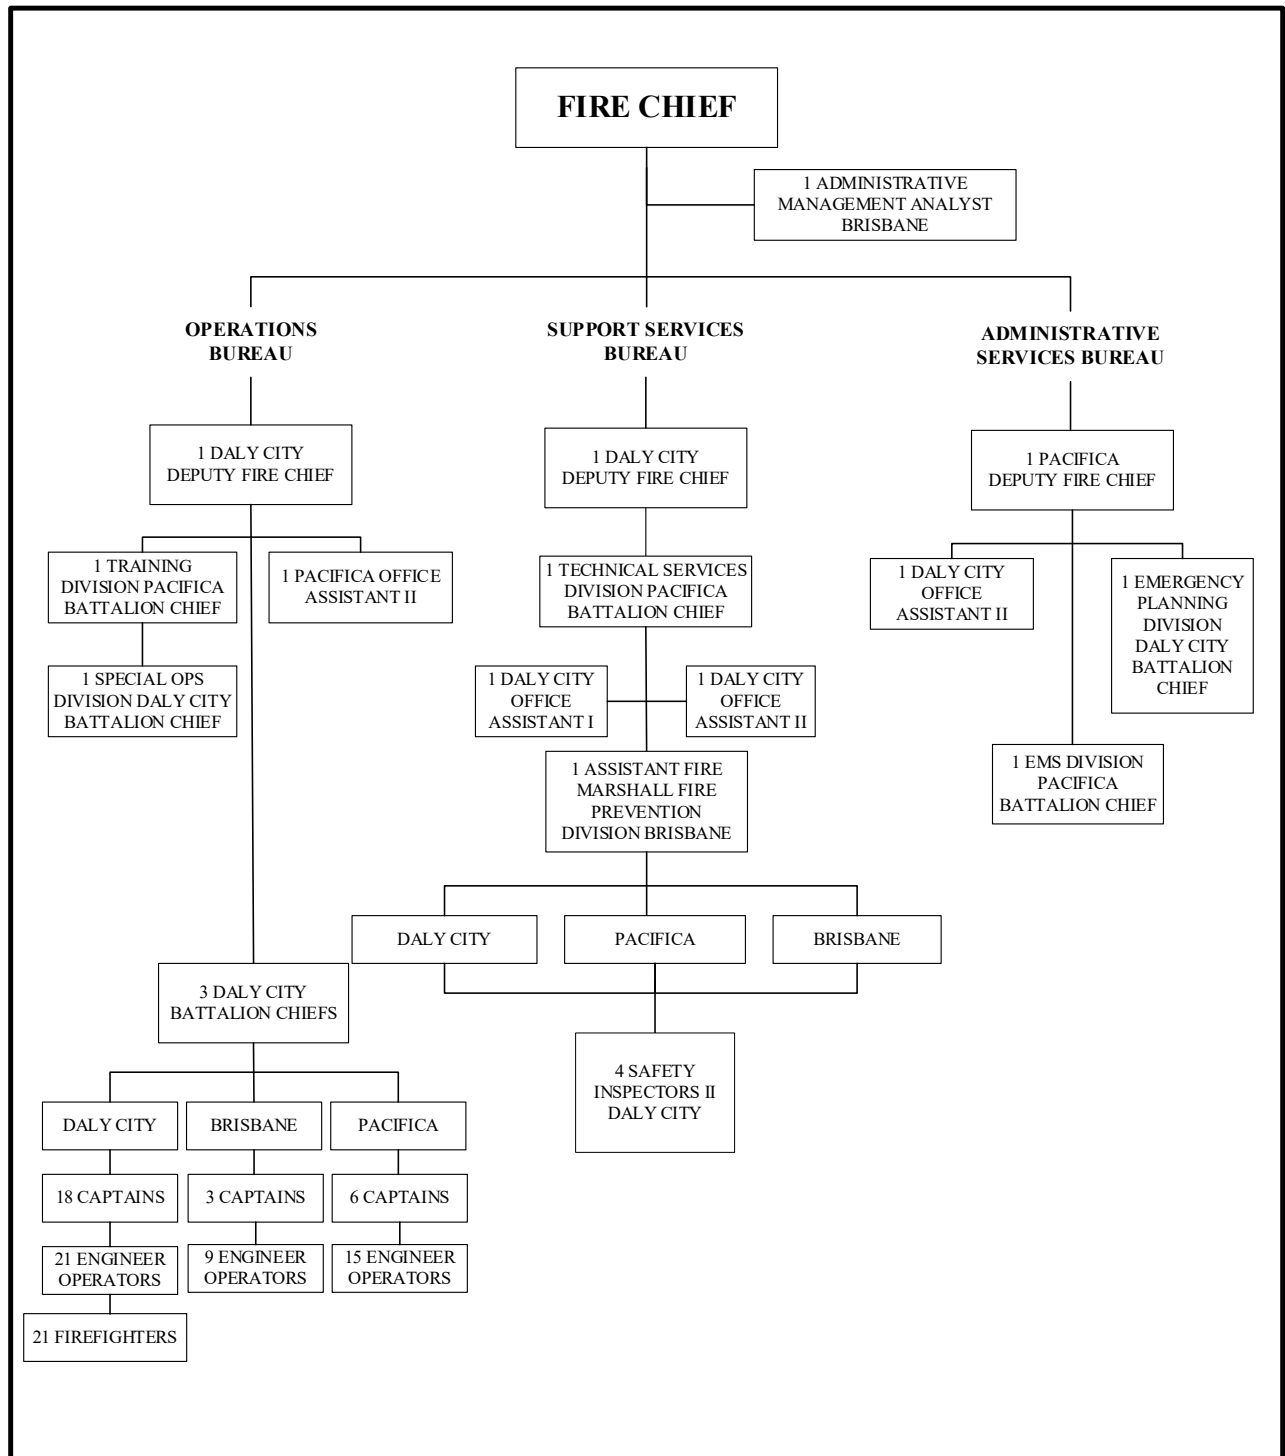 FIRE CHIEF
1 ADMINISTRATIVE
MANAGEMENT ANALYST
BRISBANE
OPERATIONS
BUREAU
SUPPORT SERVICES
BUREAU
ADMINISTRATIVE
SERVICES BUREAU
1 DALY CITY
DEPUTY FIRE CHIEF
1 DALY CITY
DEPUTY FIRE CHIEF
1 PACIFICA
DEPUTY FIRE CHIEF
1 TRAINING
DIVISION PACIFICA
BATTALION CHIEF
1 PACIFICA OFFICE
ASSISTANT II
1 TECHNICAL SERVICES
DIVISION PACIFICA
BATTALION CHIEF
1 DALY CITY
OFFICE
ASSISTANT II
1 EMERGENCY
PLANNING
DIVISION
DALY CITY
BATTALION
CHIEF
1 SPECIAL OPS
DIVISION DALY CITY
BATTALION CHIEF
1 DALY CITY
OFFICE
ASSISTANT I
1 DALY CITY
OFFICE
ASSISTANT II
1 EMS DIVISION
PACIFICA
BATTALION CHIEF
1 ASSISTANT FIRE
MARSHALL FIRE
PREVENTION
DIVISION BRISBANE
DALY CITY
PACIFICA
BRISBANE
3 DALY CITY
BATTALION CHIEFS
4 SAFETY
INSPECTORS II
DALY CITY
DALY CITY
BRISBANE
PACIFICA
18 CAPTAINS
3 CAPTAINS
6 CAPTAINS
21 ENGINEER
OPERATORS
9 ENGINEER
OPERATORS
15 ENGINEER
OPERATORS
21 FIREFIGHTERS